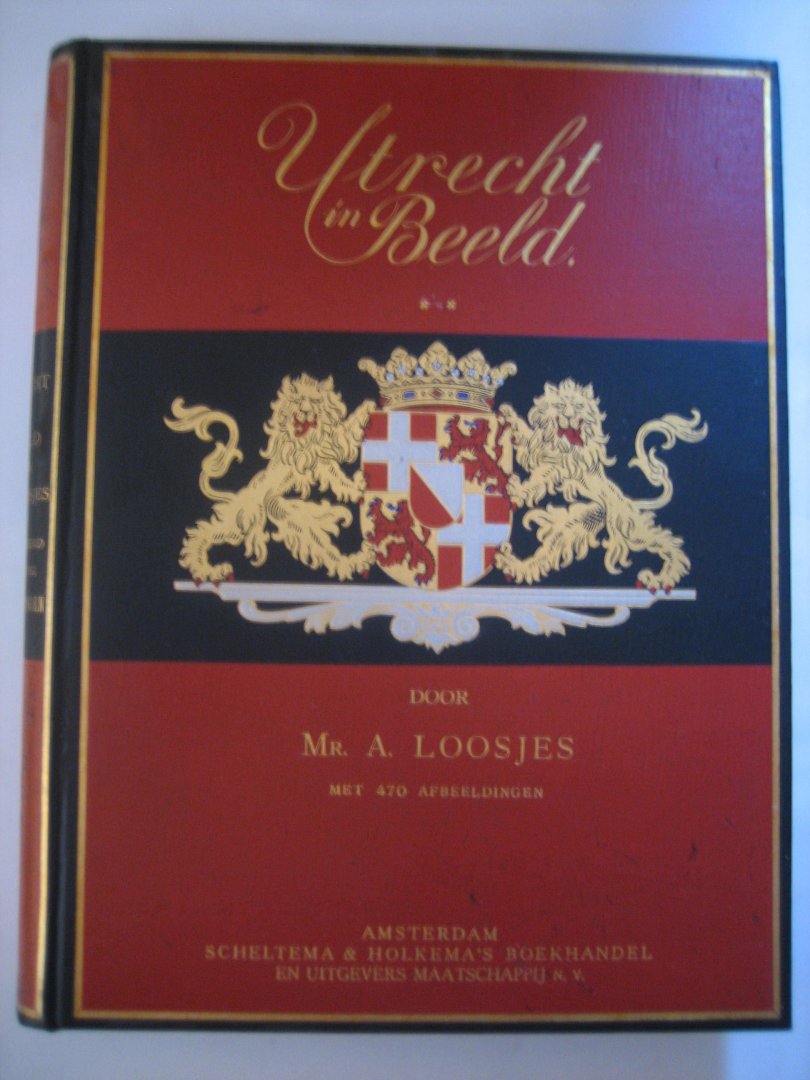 Utrecht
in Beeld.
DOOR
MR. A. LOOSJES
MET 470 AFBEELDINGEN
AMSTERDAM
SCHELTEMA & HOLKEMA'S BOEKHANDEL
EN UITGEVERS MAATSCHAPPIJ N. V.